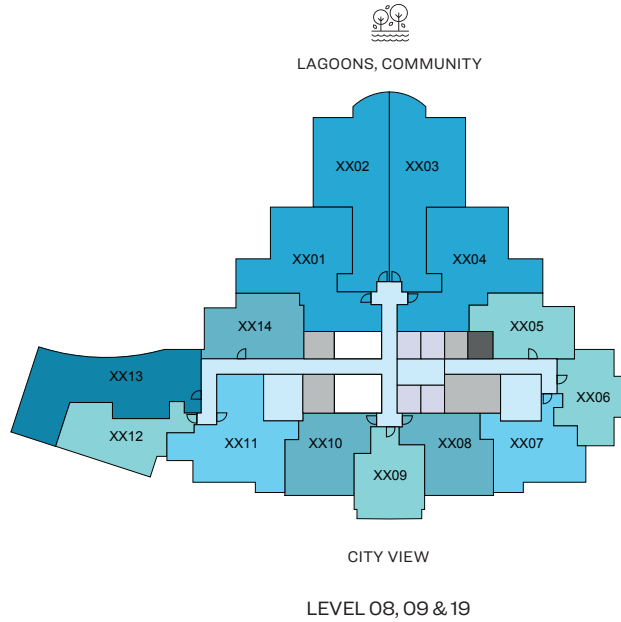 LAGOONS, COMMUNITY
XX02
XX03
XX01
XX04
XX14
XX05
XX13
XX06
XX12
XX11
XX10
XX08
XX07
XX09
CITY VIEW
LEVEL 08, 09 & 19